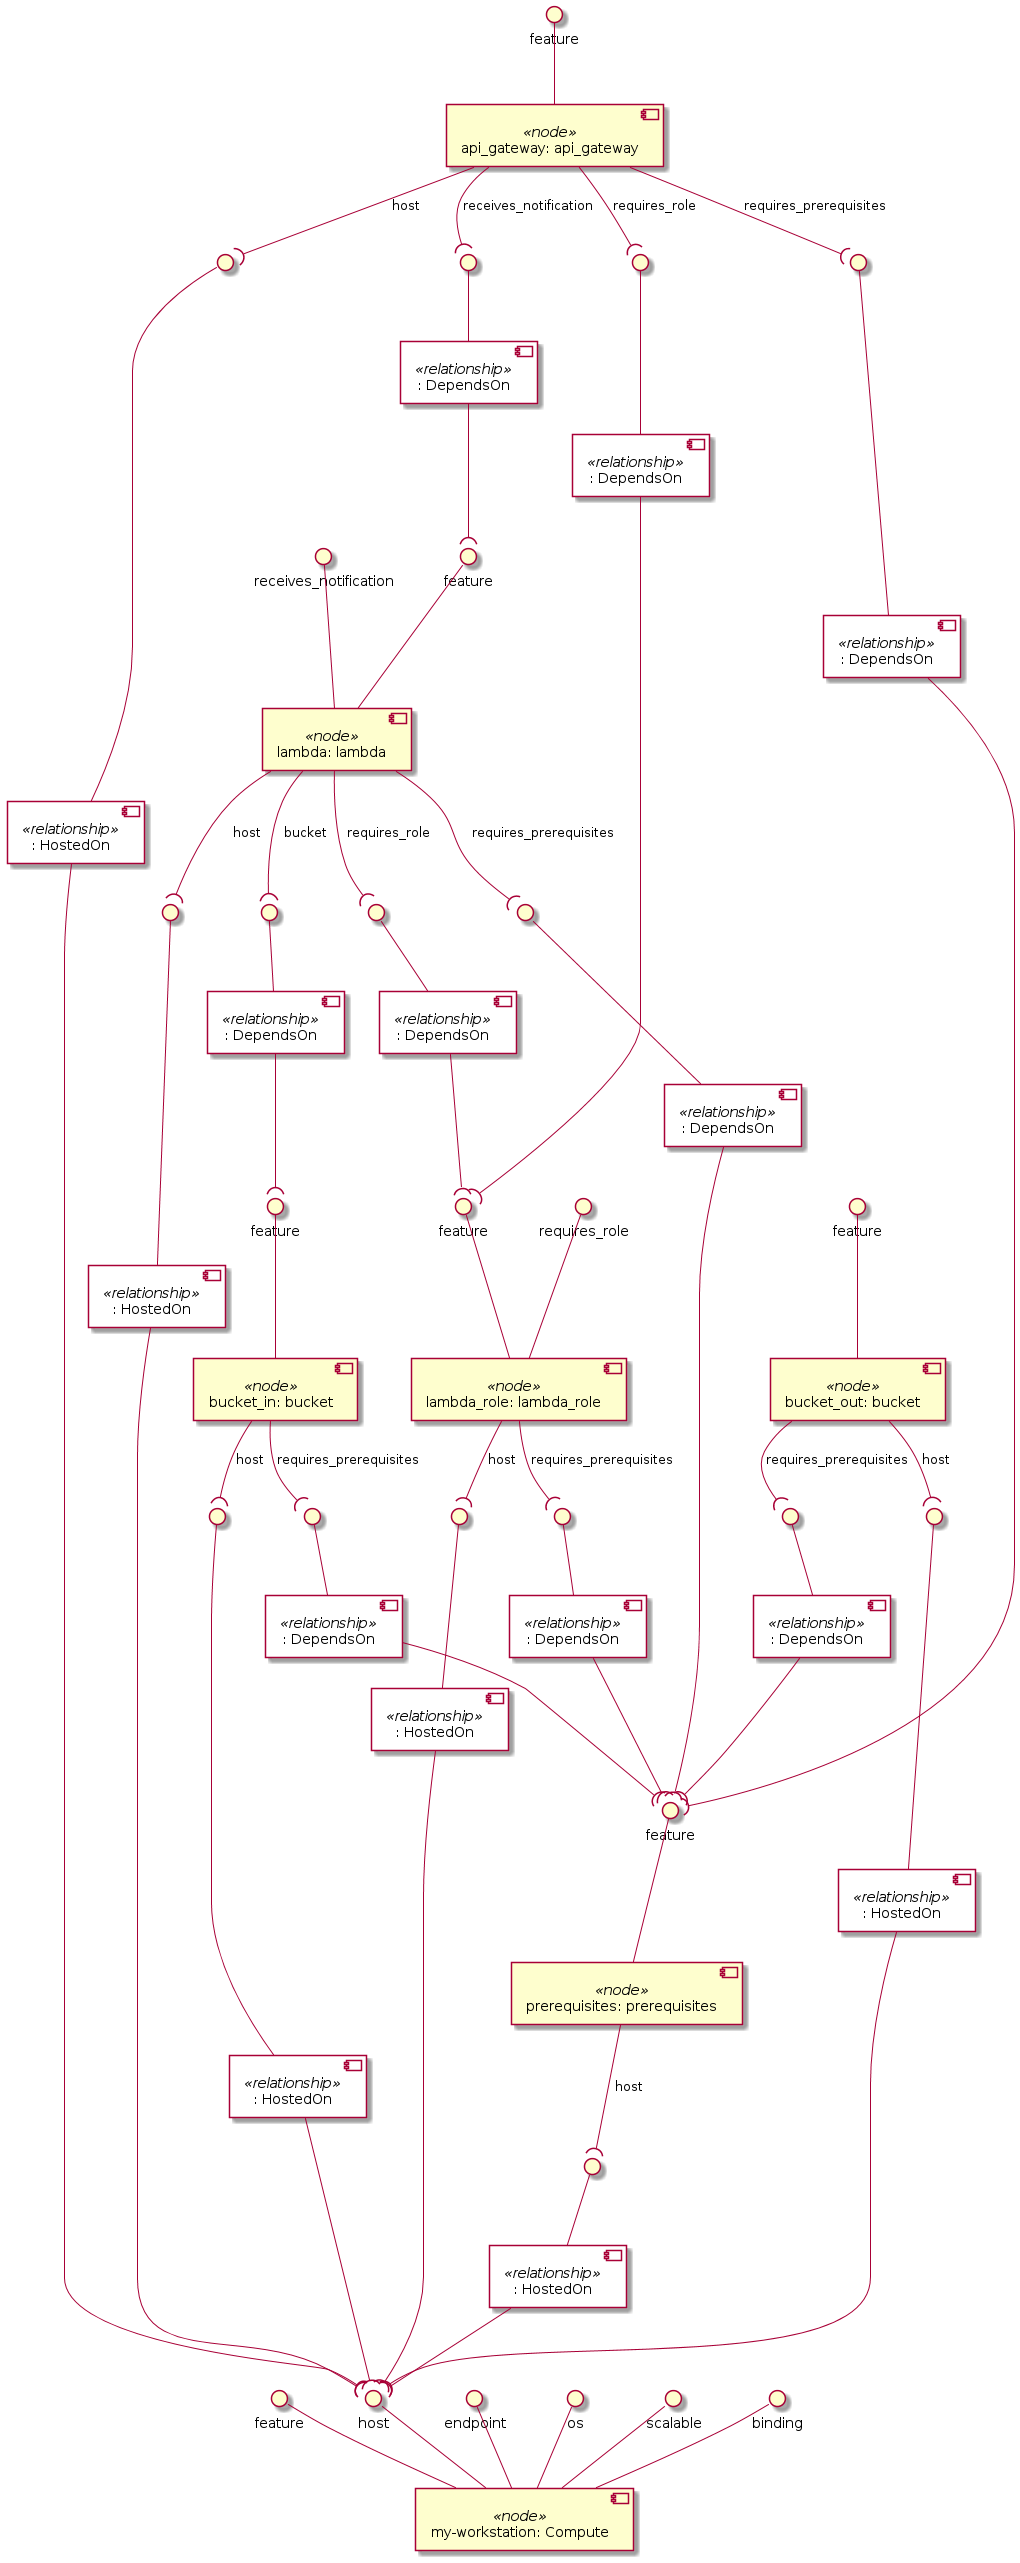 feature
«node»
api_gateway: api_gateway
host
receives_notification
requires_role
requires_prerequisites
«relationship»
: DependsOn
«relationship»
: DependsOn
receives_notification
feature
«relationship»
: DependsOn
«node»
lambda: lambda
«relationship»
: HostedOn
host
bucket
requires_role
requires_prerequisites
«relationship»
: DependsOn
«relationship»
: DependsOn
«relationship»
: DependsOn
feature
feature
requires_role
feature
«relationship»
: HostedOn
«node»
bucket_in: bucket
«node»
lambda_role: lambda_role
«node»
bucket_out: bucket
host
requires_prerequisites
host
requires_prerequisites
requires_prerequisites
host
«relationship»
: DependsOn
«relationship»
: DependsOn
«relationship»
: DependsOn
«relationship»
: HostedOn
feature
«relationship»
: HostedOn
«node»
prerequisites: prerequisites
«relationship»
: HostedOn
host
«relationship»
: HostedOn
feature
host
endpoint
os
scalable
binding
«node»
my-workstation: Compute